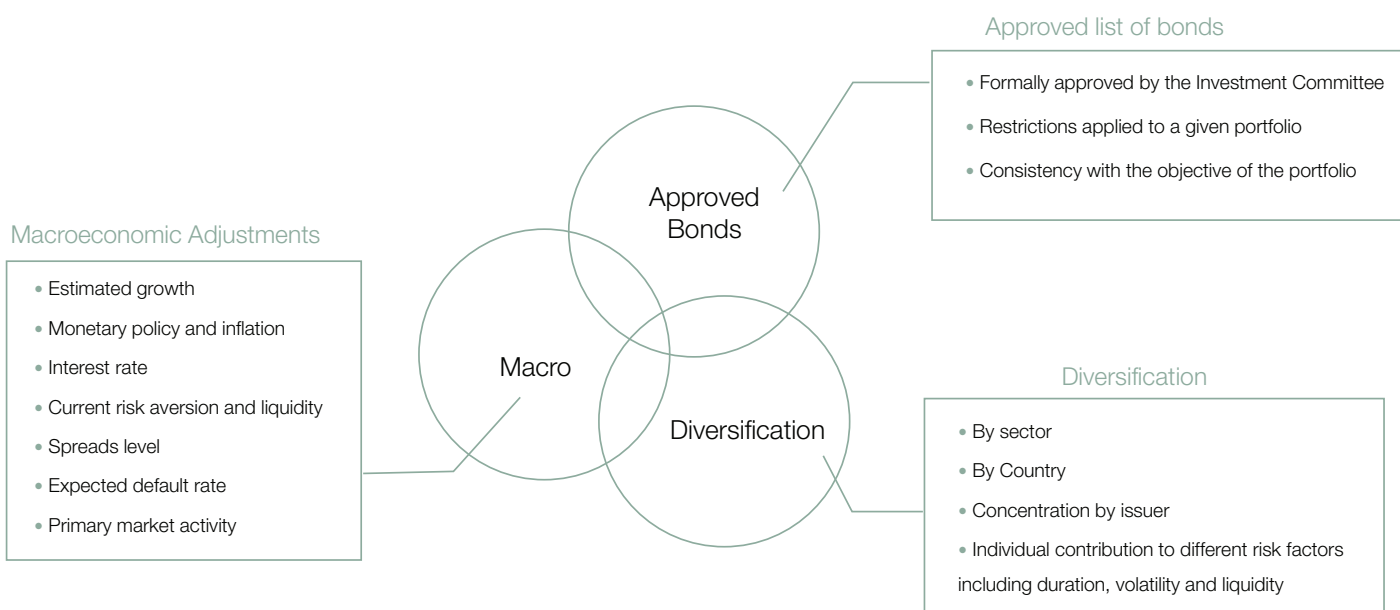 Approved list of bonds
• Formally approved by the Investment Committee
• Restrictions applied to a given portfolio
• Consistency with the objective of the portfolio
Approved
Bonds
Macroeconomic Adjustments
• Estimated growth
• Monetary policy and inflation
• Interest rate
• Current risk aversion and liquidity
• Spreads level
• Expected default rate
• Primary market activity
Macro
Diversification
Diversification
• By sector
• By Country
• Concentration by issuer
• Individual contribution to different risk factors
including duration, volatility and liquidity